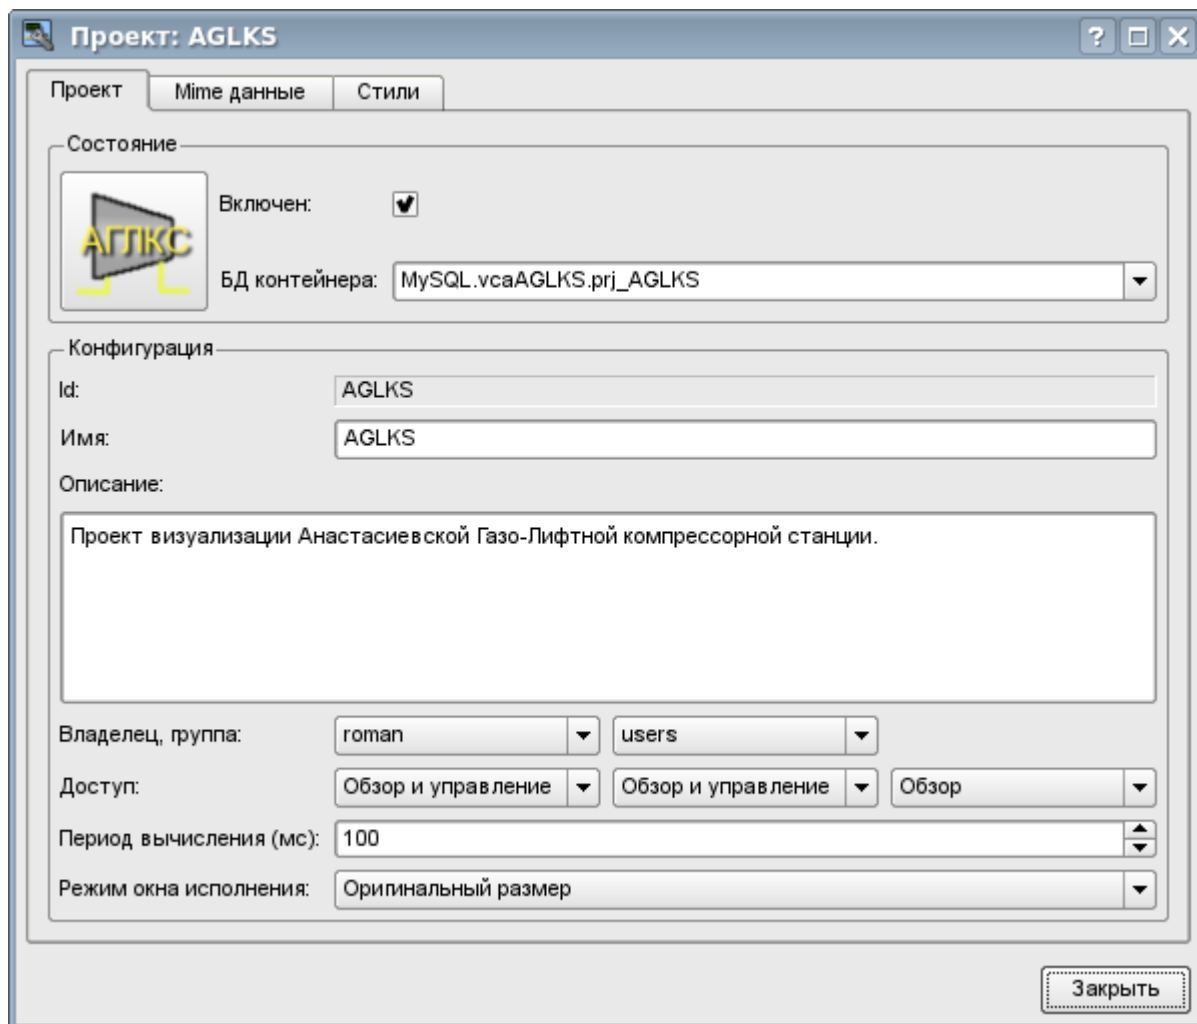 Проект: AGLKS
Проект Mime данные Стили
Состояние
АГЛКС
Включен:
БД контейнера: MySQL.vcaAGLKS.prj_AGLKS
Конфигурация
Id: AGLKS
Имя: AGLKS
Описание:
Проект визуализации Анастасиевской Газо-Лифтной компрессорной станции.
Владелец, группа: roman users
Доступ: Обзор и управление Обзор и управление Обзор
Период вычисления (мс): 100
Режим окна исполнения: Оригинальный размер
Закрыть